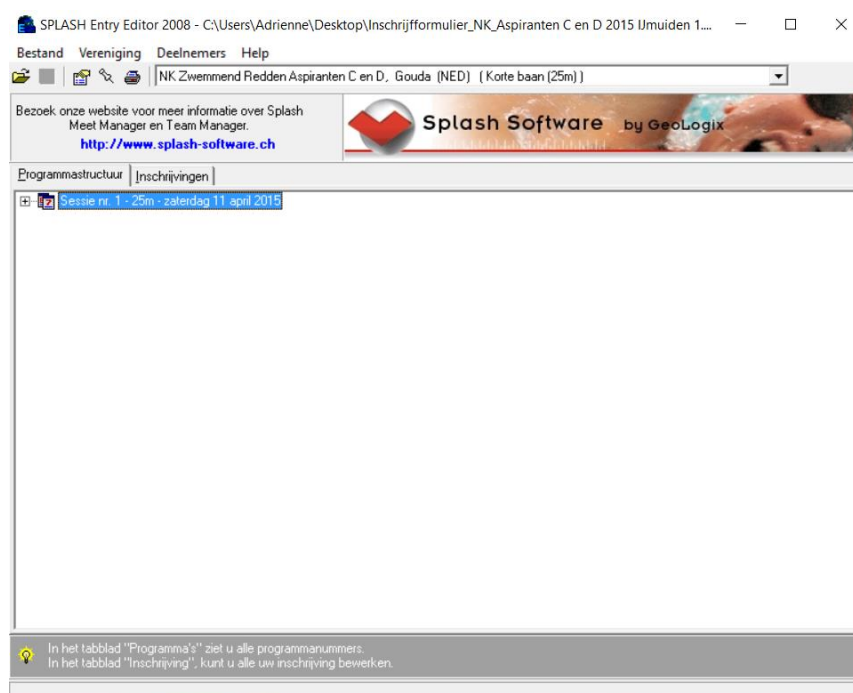 SPLASH Entry Editor 2008 - C:\Users\Adrienne\Desktop\Inschrijfformulier_NK_Aspiranten C en D 2015 IJmuiden 1....
Bestand Vereniging Deelnemers Help
NK Zwemmend Redden Aspiranten C en D, Gouda (NED) (Korte baan (25m))
Bezoek onze website voor meer informatie over Splash
Meet Manager en Team Manager.
http://www.splash-software.ch
Splash Software by GeoLogix
Programmastructuur Inschrijvingen
Sessie nr. 1 - 25m - zaterdag 11 april 2015
In het tabblad "Programma's" ziet u alle programmanummers.
In het tabblad "Inschrijving", kunt u alle uw inschrijving bewerken.